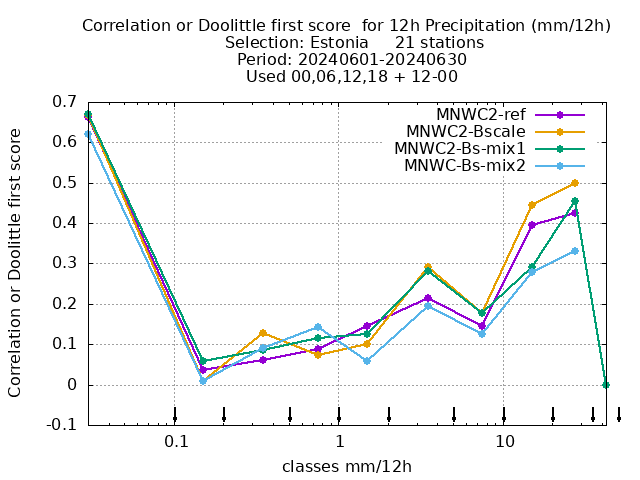 Correlation or Doolittle first score  for 12h Precipitation (mm/12h)
Selection: Estonia     21 stations
Period: 20240601-20240630
Used 00,06,12,18 + 12-00
MNWC2-ref
MNWC2-Bscale
MNWC2-Bs-mix1
MNWC-Bs-mix2
Correlation or Doolittle first score
0.7
0.6
0.5
0.4
0.3
0.2
0.1
0
-0.1
0.1 1 10
classes mm/12h